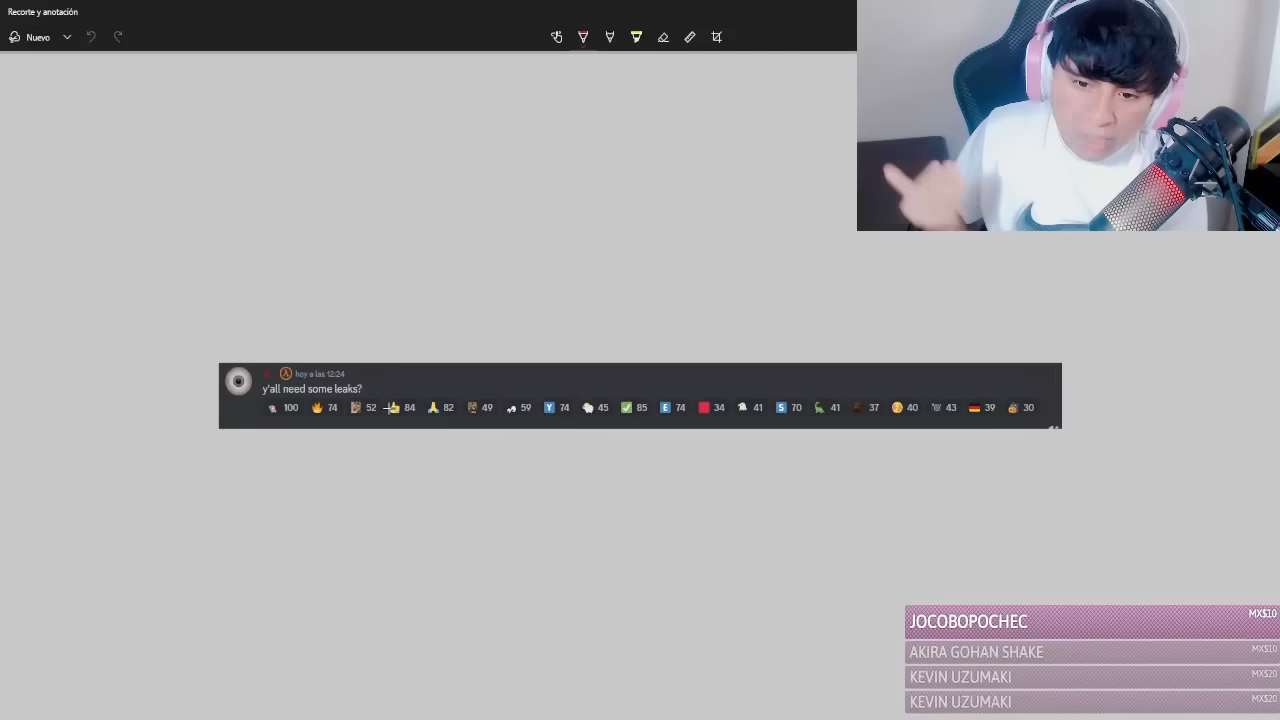 Recorte y anotación
Nuevo
hoy a las 12:24
y'all need some leaks?
100 74 52 84 82 49 59 Y 74 45 85 E 74 34 41 S 70 41 37 40 43 39 30
JOCOBOPOCHEC MX$10
AKIRA GOHAN SHAKE MX$10
KEVIN UZUMAKI MX$20
KEVIN UZUMAKI MX$20